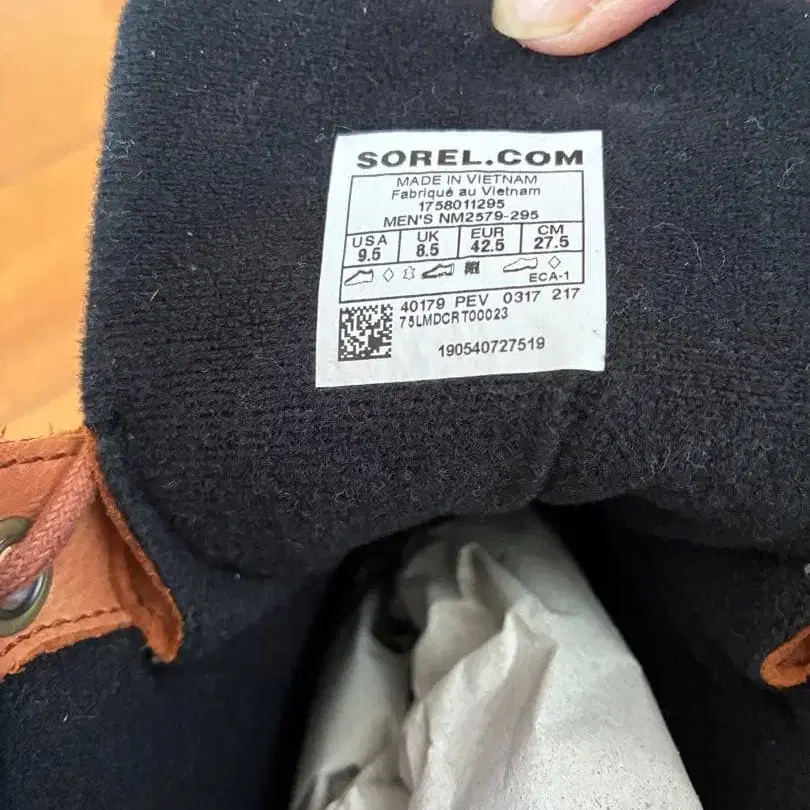 SOREL.COM
MADE IN VIETNAM
Fabriqué au Vietnam
1758011295
MEN'S NM2579-295
USA UK EUR CM
9.5 8.5 42.5 27.5
ECA-1
40179 PEV 0317 217
75LMDCRT00023
190540727519